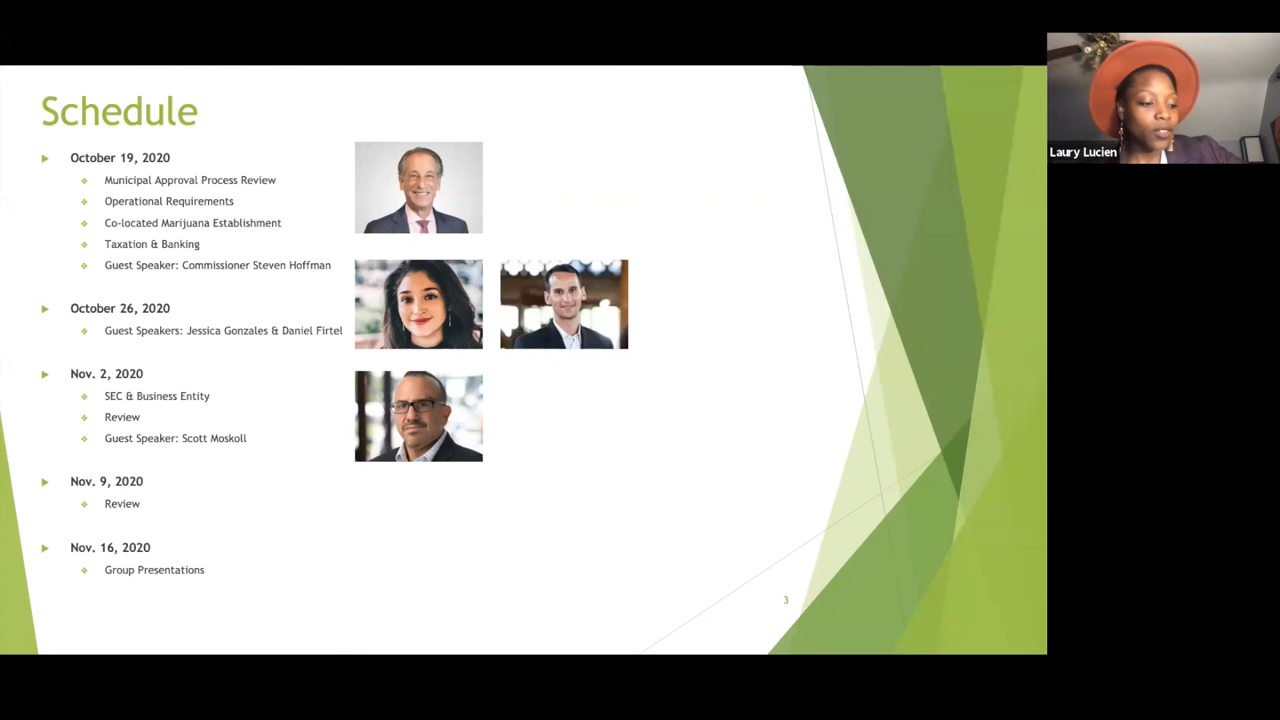 Schedule
October 19, 2020
Municipal Approval Process Review
Operational Requirements
Co-located Marijuana Establishment
Taxation & Banking
Guest Speaker: Commissioner Steven Hoffman
October 26, 2020
Guest Speakers: Jessica Gonzales & Daniel Firtel
Nov. 2, 2020
SEC & Business Entity
Review
Guest Speaker: Scott Moskoll
Nov. 9, 2020
Review
Nov. 16, 2020
Group Presentations
3
Laury Lucien